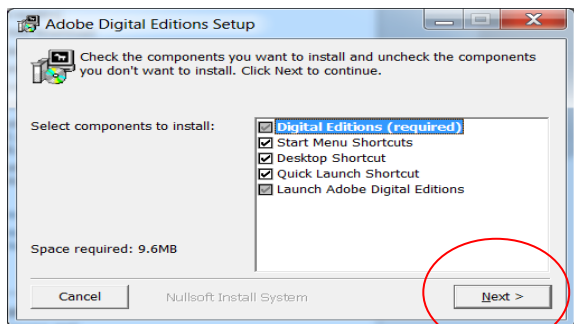 Adobe Digital Editions Setup
Check the components you want to install and uncheck the components
you don't want to install. Click Next to continue.
Select components to install:
Digital Editions (required)
Start Menu Shortcuts
Desktop Shortcut
Quick Launch Shortcut
Launch Adobe Digital Editions
Space required: 9.6MB
Cancel
Nullsoft Install System
Next >